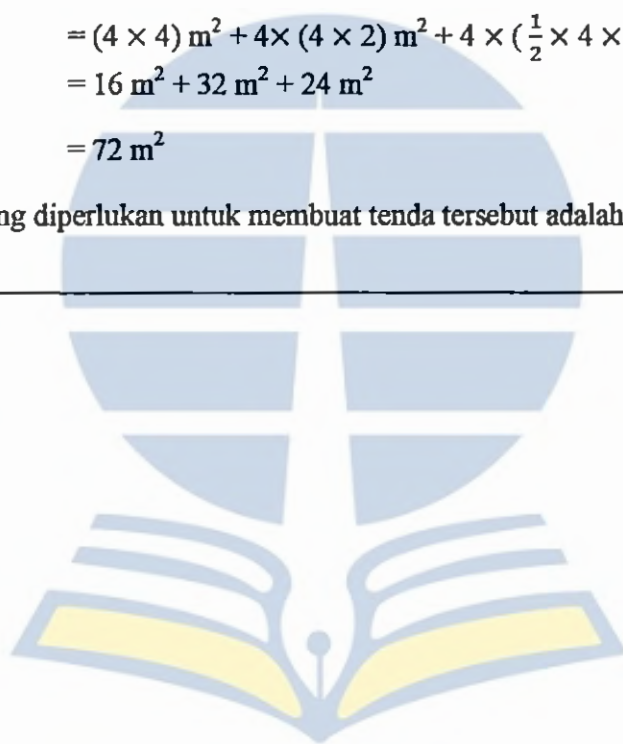 = (4 × 4) m² + 4× (4 × 2) m² + 4 × (½ × 4 ×
= 16 m² + 32 m² + 24 m²
= 72 m²
ng diperlukan untuk membuat tenda tersebut adalah